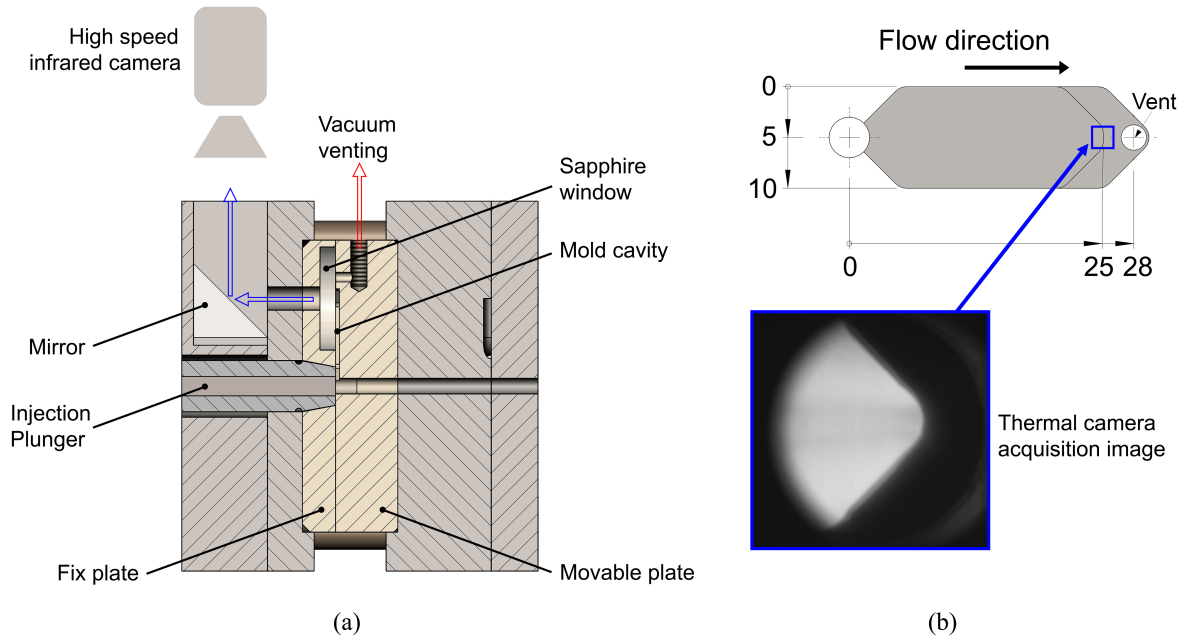 High speed
infrared camera
Vacuum
venting
Sapphire
window
Mold cavity
Mirror
Injection
Plunger
Fix plate
Movable plate
(a)
Flow direction
0
5
10
Vent
0
25
28
Thermal camera
acquisition image
(b)